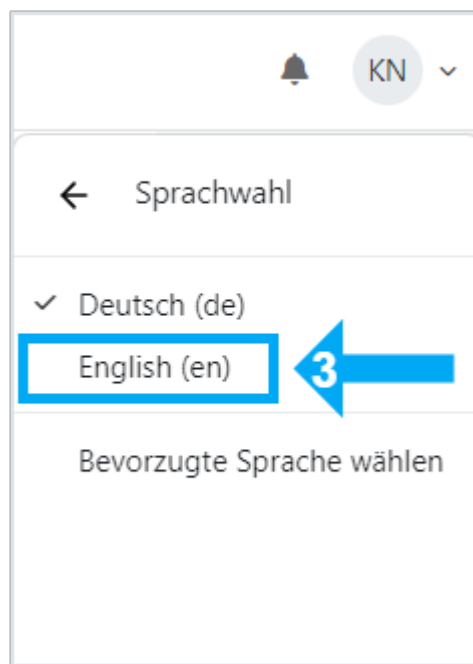 KN
Sprachwahl
Deutsch (de)
English (en)
3
Bevorzugte Sprache wählen